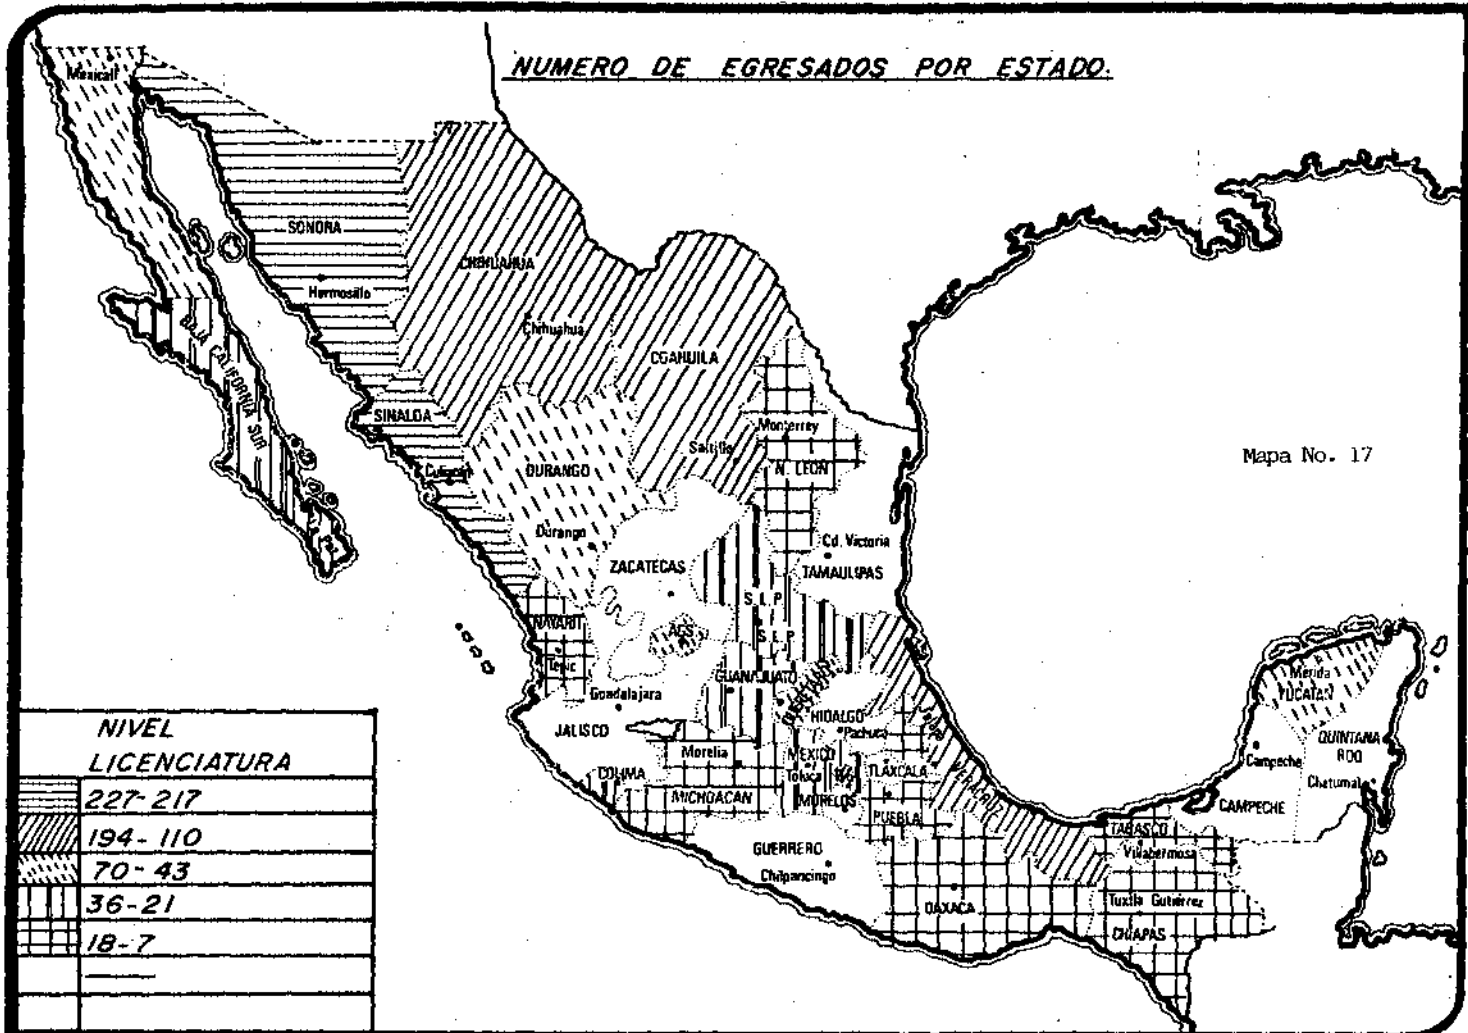 NUMERO DE EGRESADOS POR ESTADO.
Mexicali
SONORA
Hermosillo
CHIHUAHUA
Chihuahua
COAHUILA
BAJA CALIFORNIA SUR
SINALOA
Culiacán
Monterrey
N. LEON
Saltillo
Mapa No. 17
DURANGO
Durango
Cd. Victoria
TAMAULIPAS
ZACATECAS
S. L. P.
S. L. P.
NAYARIT
Tepic
AGS.
GUANAJUATO
QUERETARO
Guadalajara
JALISCO
HIDALGO
Pachuca
Mérida
YUCATAN
QUINTANA
ROO
Campeche
Chetumal
CAMPECHE
Morelia
MEXICO
Toluca
TLAXCALA
VERACRUZ
COLIMA
MICHOACAN
MORELOS
PUEBLA
TABASCO
Villahermosa
GUERRERO
Chilpancingo
OAXACA
Tuxtla Gutiérrez
CHIAPAS
NIVEL
LICENCIATURA
227-217
194-110
70-43
36-21
18-7